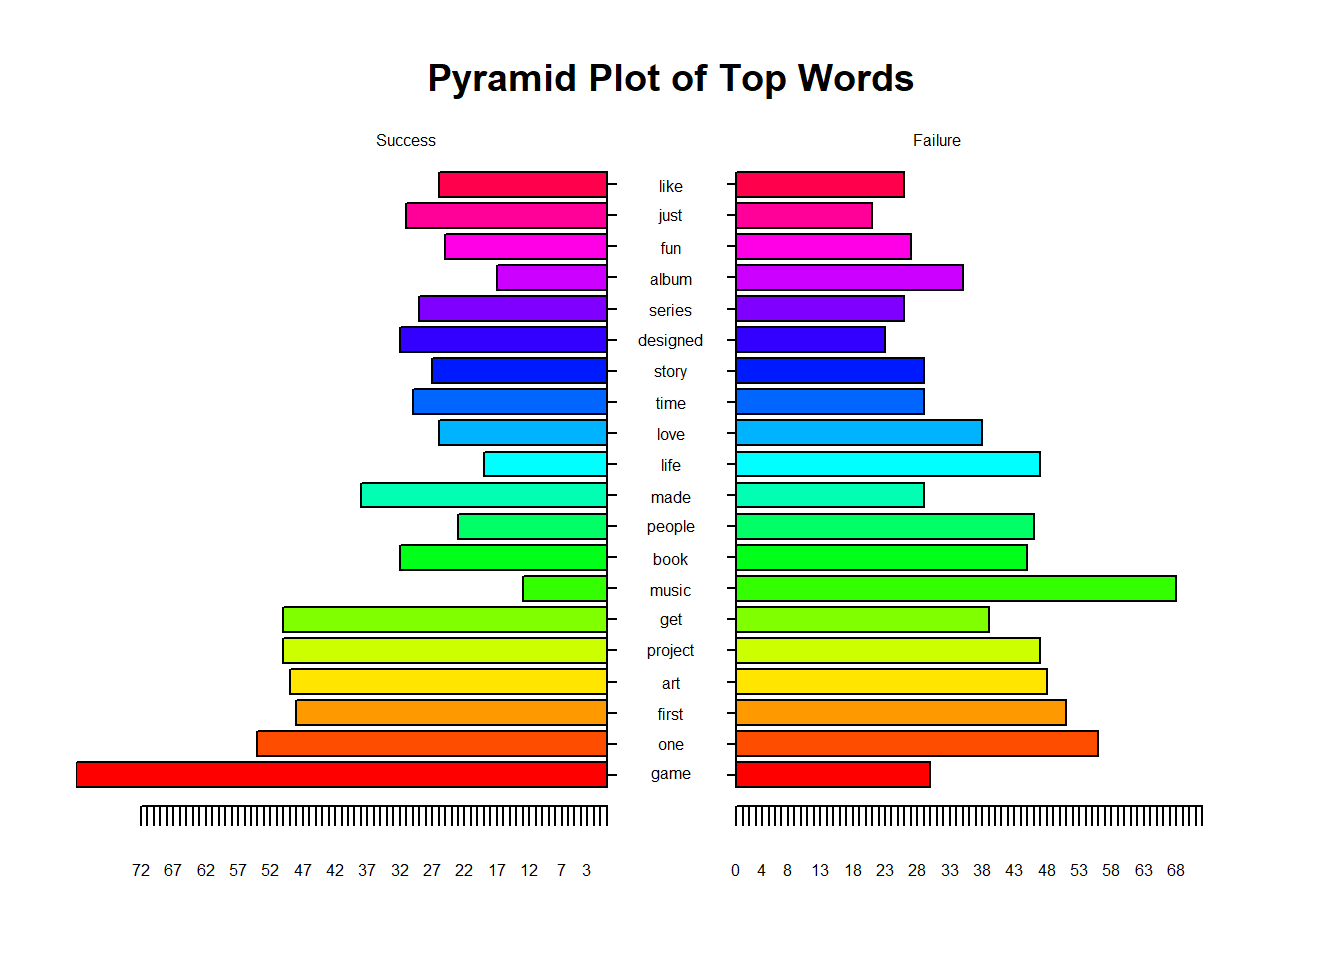 Pyramid Plot of Top Words
Success Failure
like
just
fun
album
series
designed
story
time
love
life
made
people
book
music
get
project
art
first
one
game
72 67 62 57 52 47 42 37 32 27 22 17 12 7 3 0 4 8 13 18 23 28 33 38 43 48 53 58 63 68